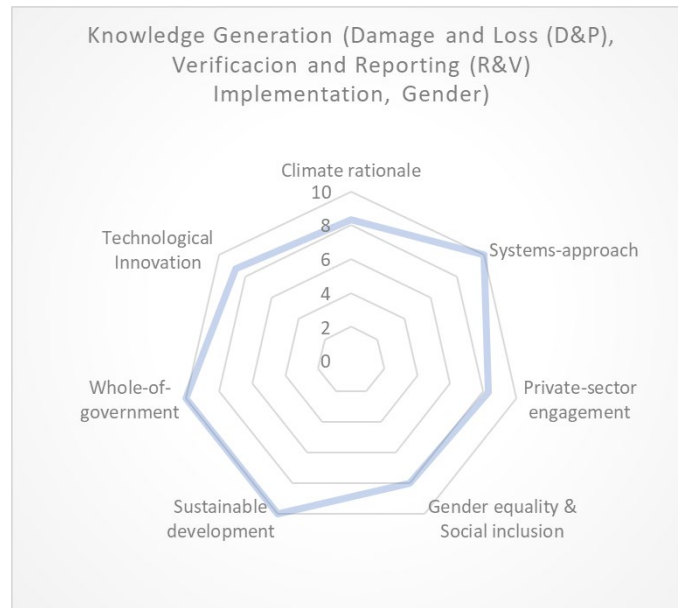 Knowledge Generation (Damage and Loss (D&P),
Verificacion and Reporting (R&V)
Implementation, Gender)
Climate rationale
10
8
6
4
2
0
Technological
Innovation
Systems-approach
Whole-of-
government
Private-sector
engagement
Sustainable
development
Gender equality &
Social inclusion